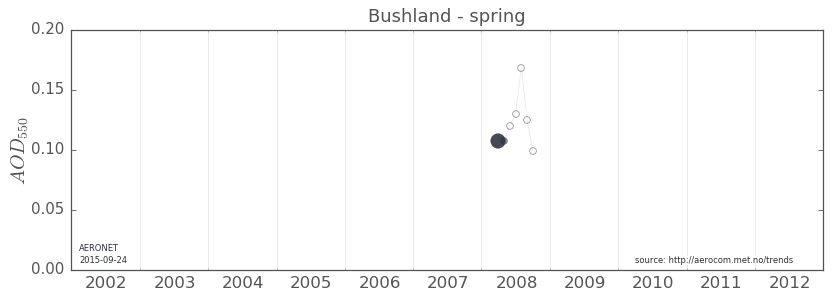 Bushland - spring
0.20
0.15
0.10
0.05
0.00
AOD550
AERONET
2015-09-24
source: http://aerocom.met.no/trends
2002 2003 2004 2005 2006 2007 2008 2009 2010 2011 2012